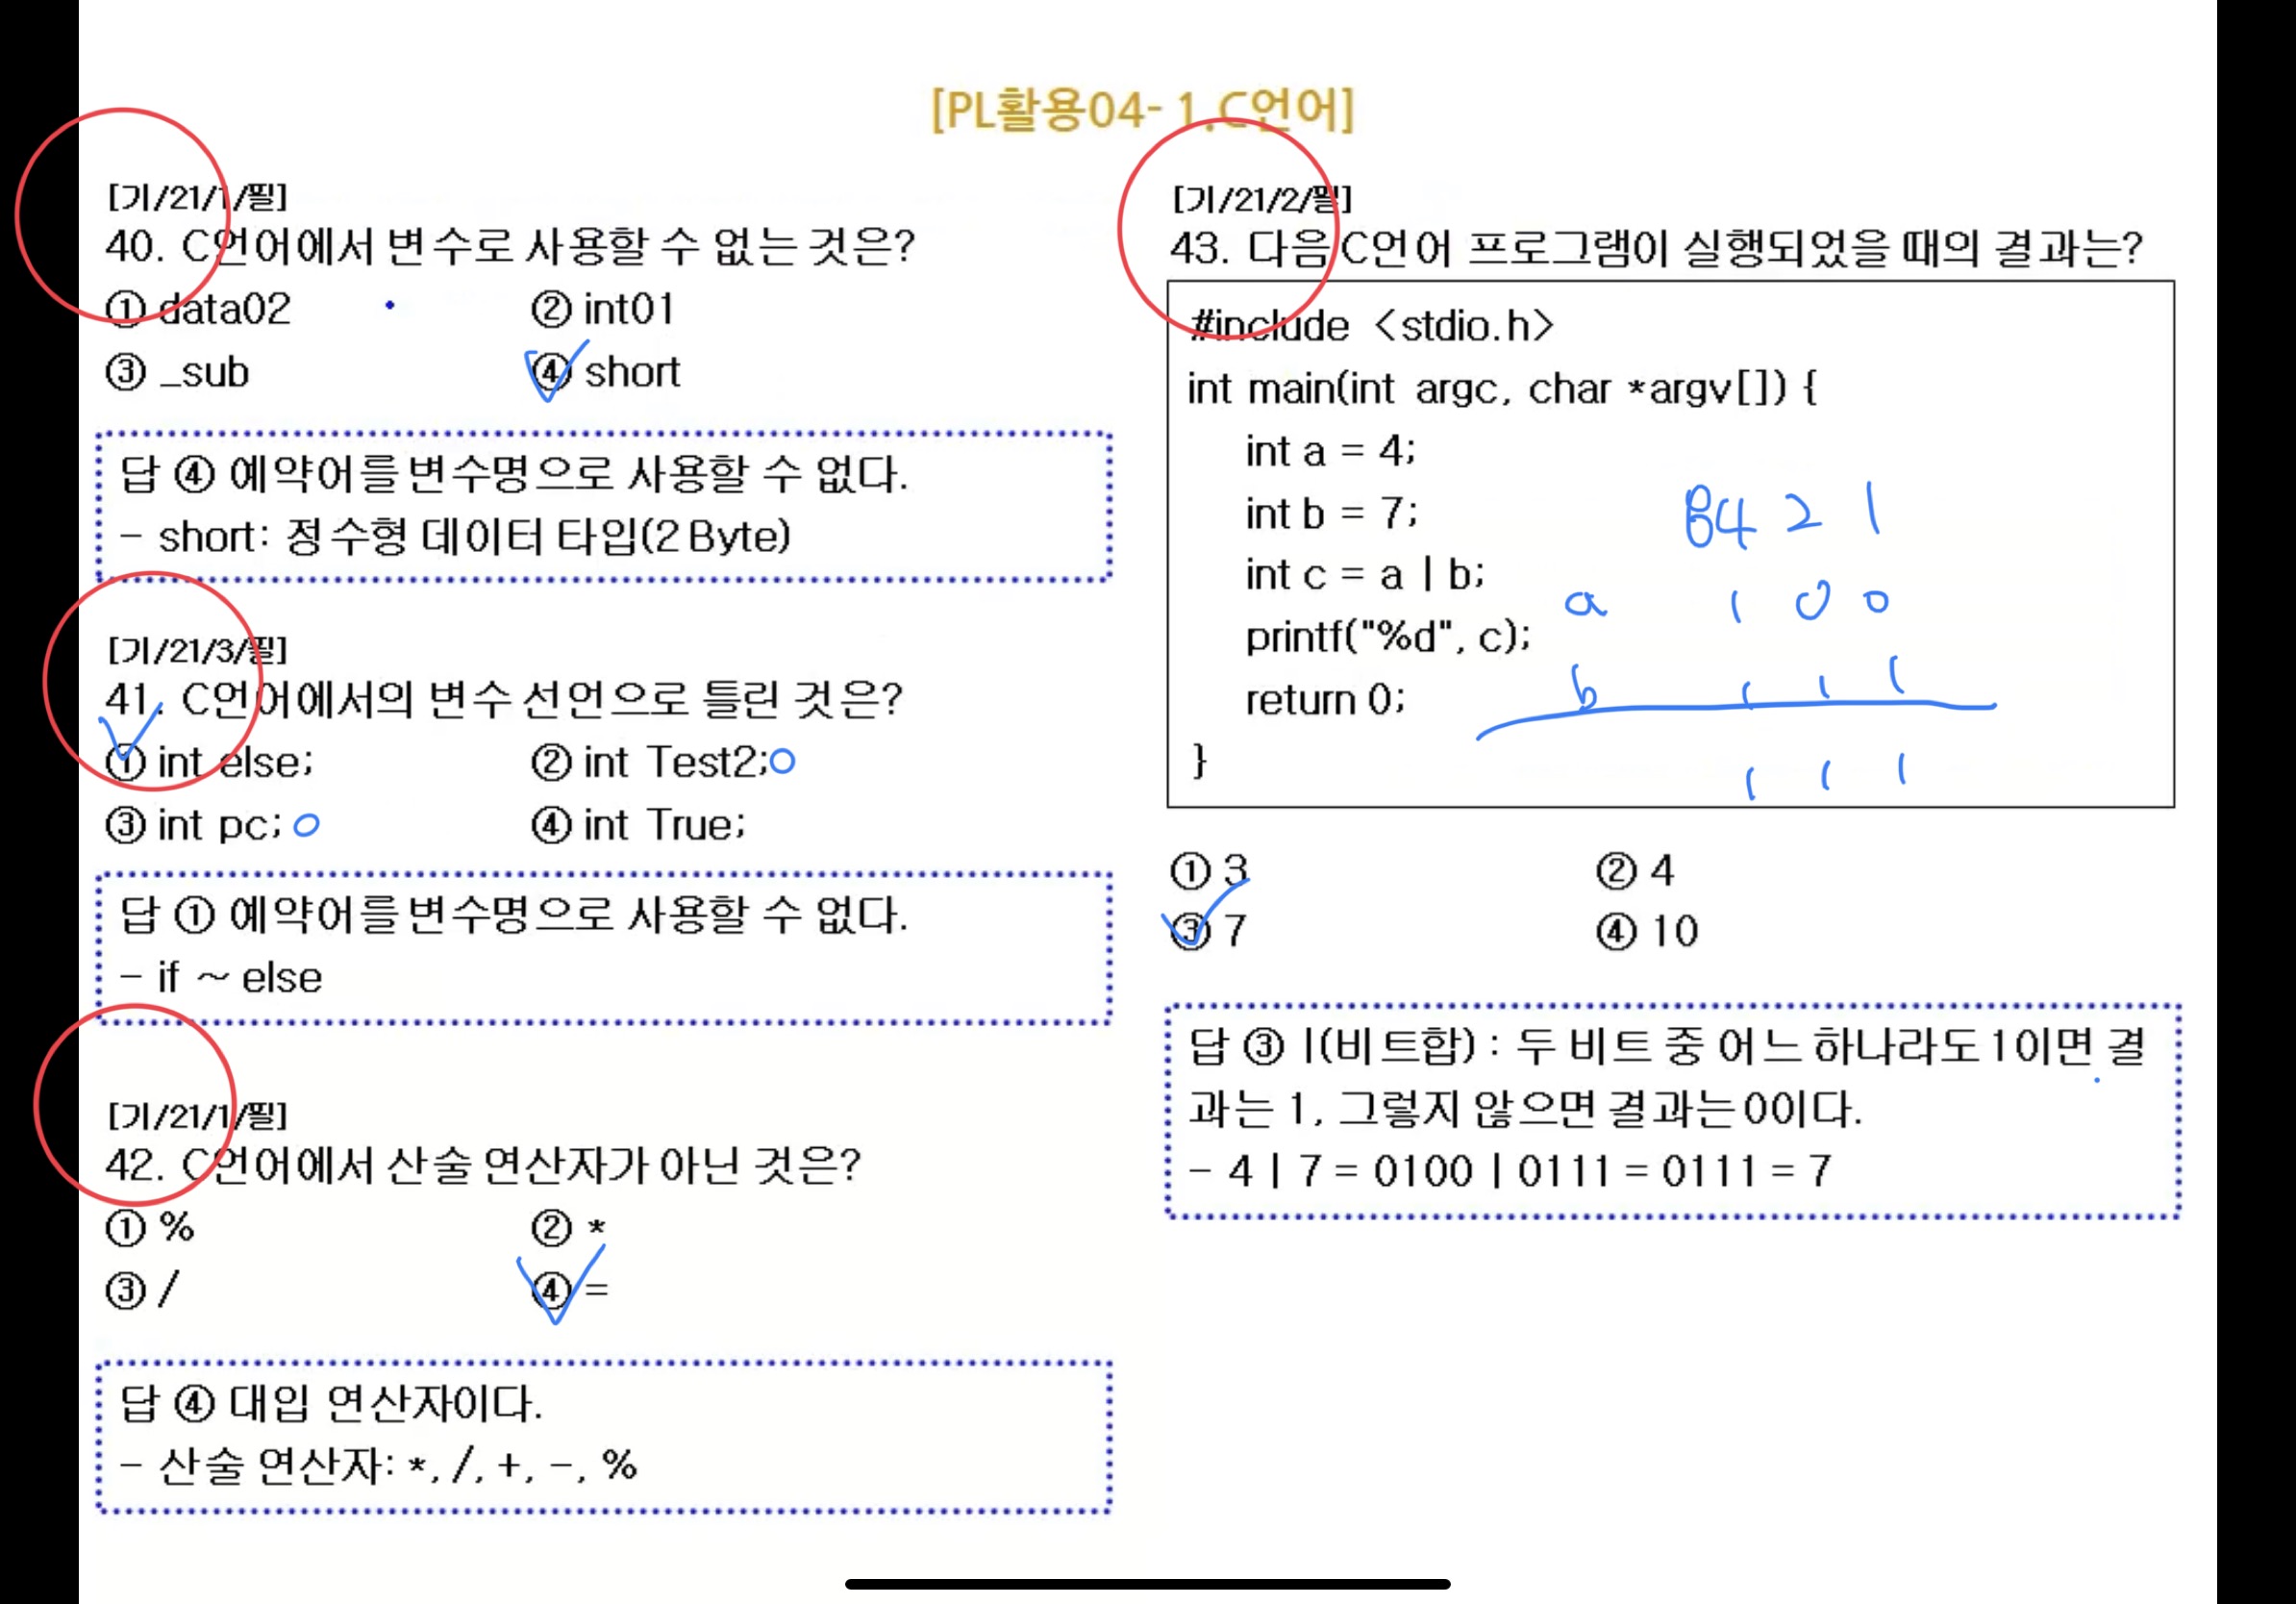 [PL활용04- 1.C언어]
[기/21/1/필]
40. C언어에서 변수로 사용할 수 없는 것은?
① data02
② int01
③ _sub
④ short
답 ④ 예약어를 변수명으로 사용할 수 없다.
- short: 정수형 데이터 타입(2 Byte)
[기/21/3/필]
41. C언어에서의 변수 선언으로 틀린 것은?
① int else;
② int Test2;
③ int pc;
④ int True;
답 ① 예약어를 변수명으로 사용할 수 없다.
- if ~ else
[기/21/1/필]
42. C언어에서 산술 연산자가 아닌 것은?
① %
② *
③ /
④ =
답 ④ 대입 연산자이다.
- 산술 연산자: *, /, +, -, %
[기/21/2/필]
43. 다음 C언어 프로그램이 실행되었을 때의 결과는?
#include <stdio.h>
int main(int argc, char *argv[]) {
int a = 4;
int b = 7;
int c = a | b;
printf("%d", c);
return 0;
}
8 4 2 1
a 1 0 0
b 1 1 1
1 1 1
① 3
② 4
③ 7
④ 10
답 ③ |(비트합) : 두 비트 중 어느 하나라도 1이면 결
과는 1, 그렇지 않으면 결과는 0이다.
- 4 | 7 = 0100 | 0111 = 0111 = 7